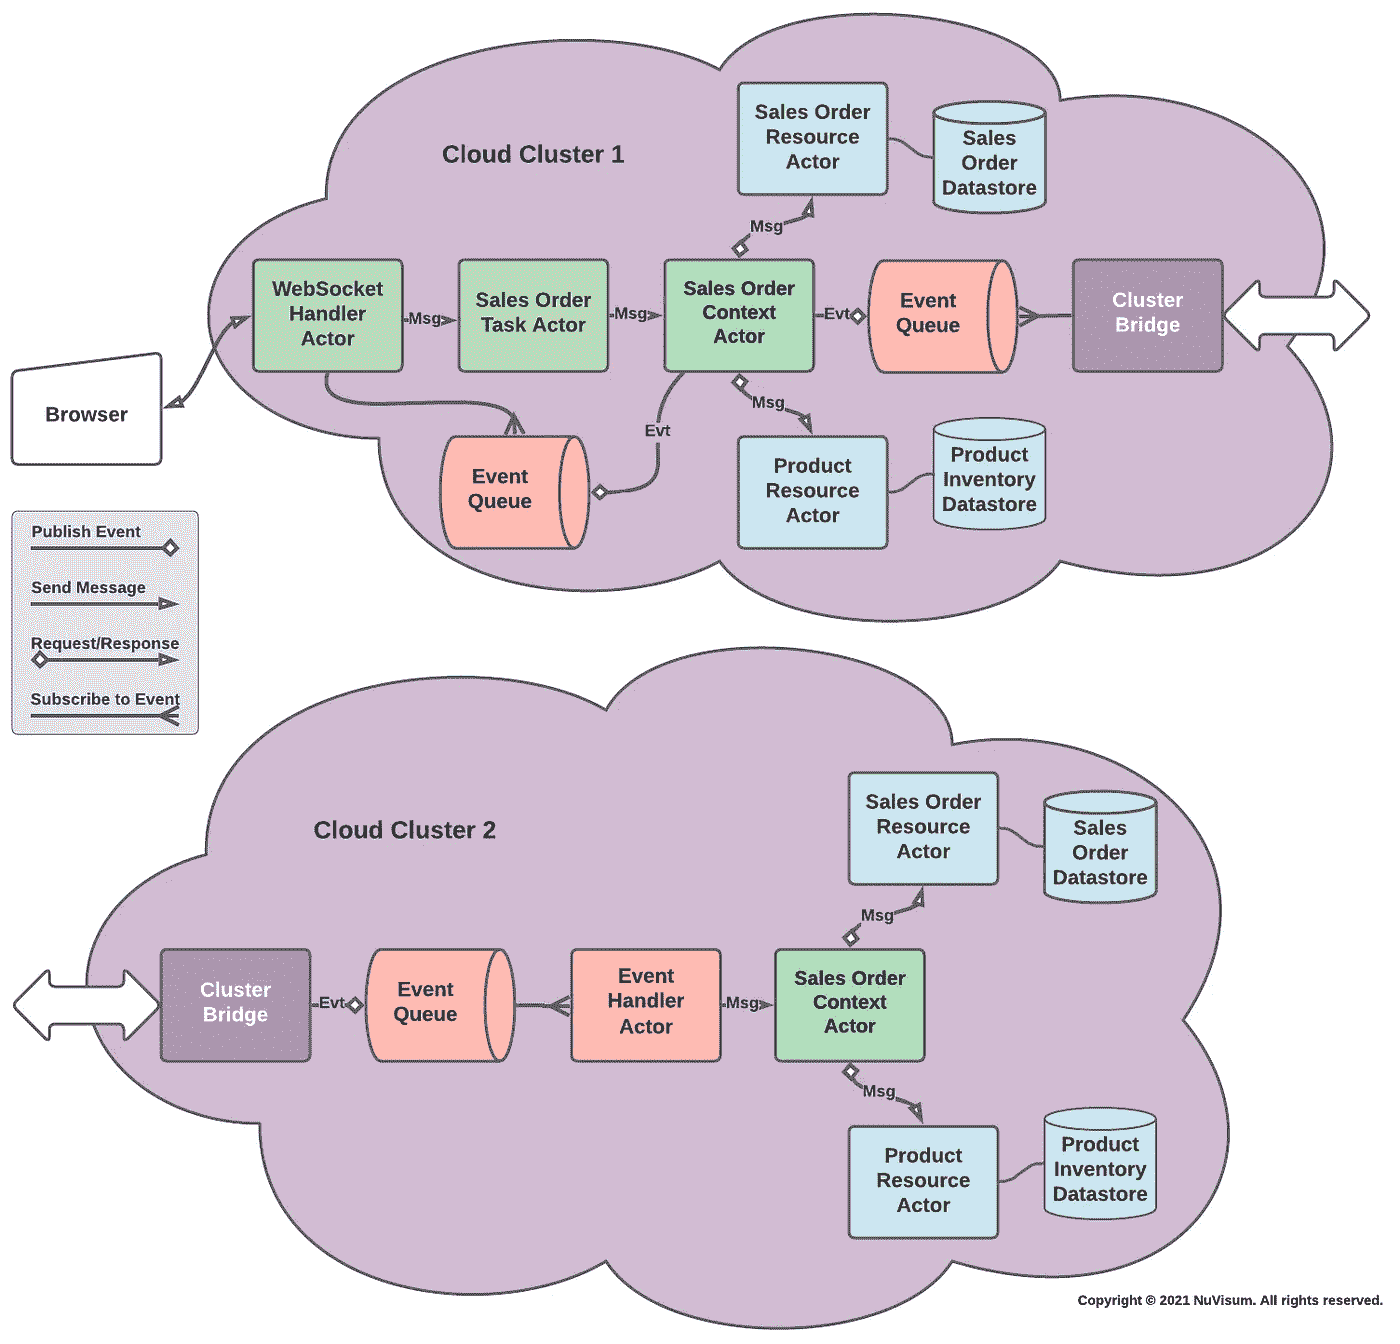 Cloud Cluster 1
Sales Order
Resource
Actor
Sales
Order
Datastore
Msg
WebSocket
Handler
Actor
Msg
Sales Order
Task Actor
Msg
Sales Order
Context
Actor
Evt
Event
Queue
Cluster
Bridge
Browser
Msg
Evt
Event
Queue
Product
Resource
Actor
Product
Inventory
Datastore
Publish Event
Send Message
Request/Response
Subscribe to Event
Cloud Cluster 2
Sales Order
Resource
Actor
Sales
Order
Datastore
Msg
Cluster
Bridge
Evt
Event
Queue
Event
Handler
Actor
Msg
Sales Order
Context
Actor
Msg
Product
Resource
Actor
Product
Inventory
Datastore
Copyright © 2021 NuVisum. All rights reserved.